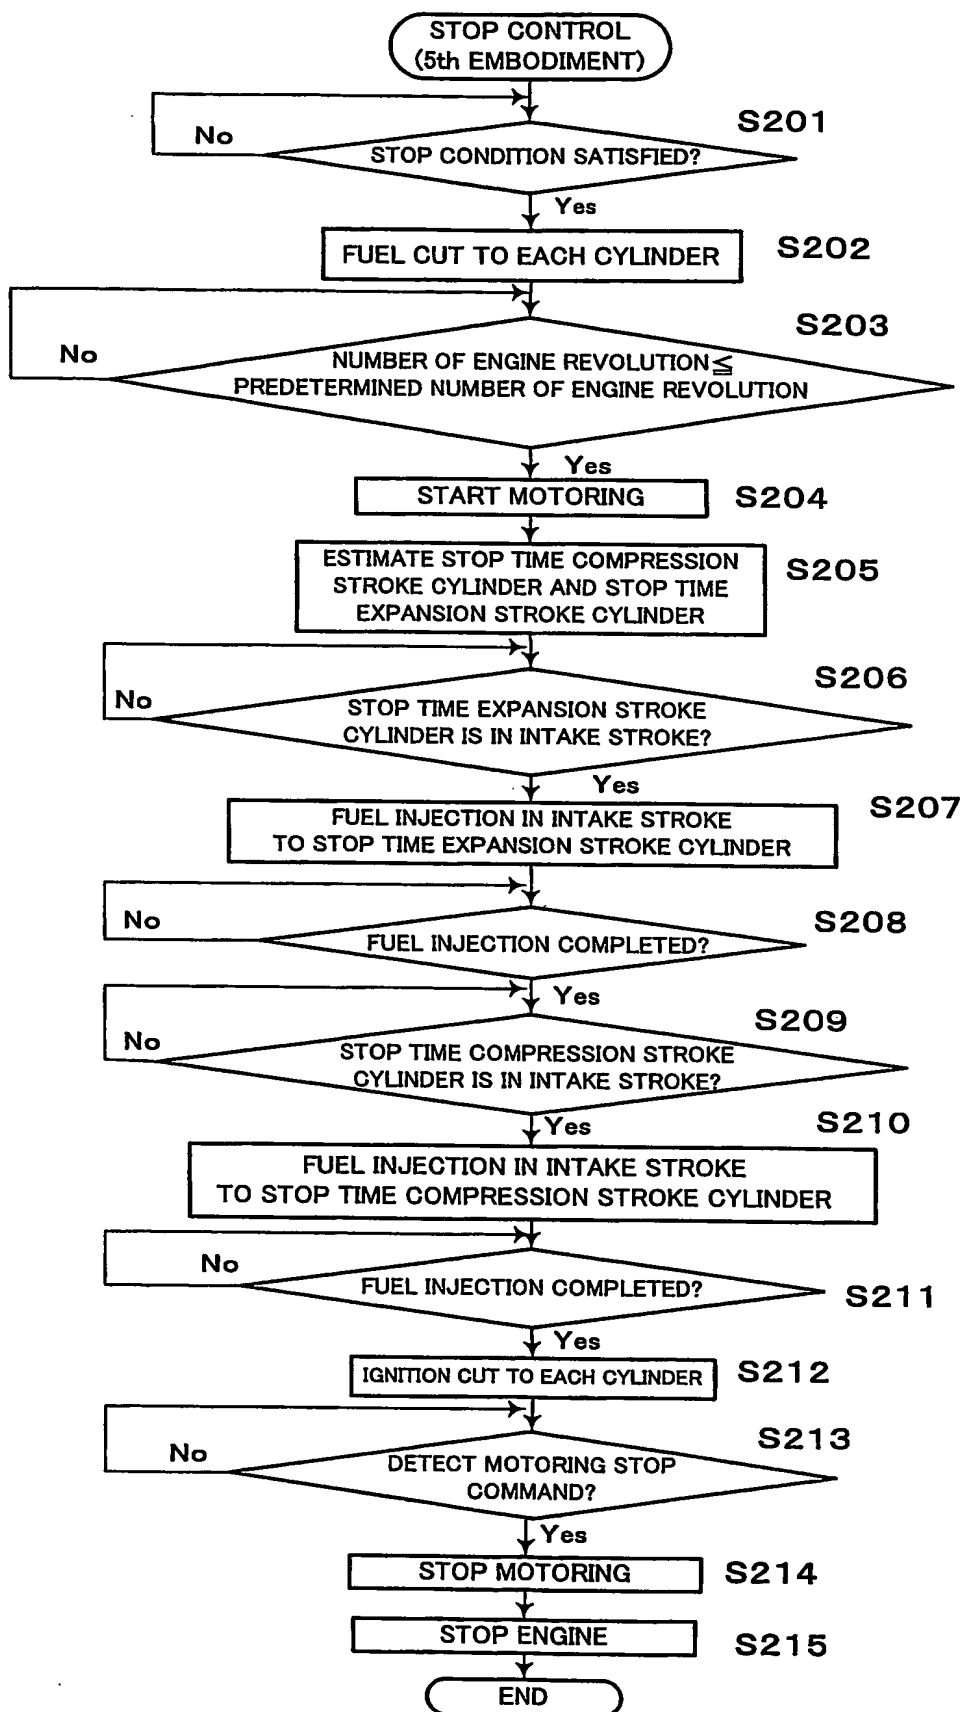 STOP CONTROL
(5th EMBODIMENT)
S201
No
STOP CONDITION SATISFIED?
Yes
S202
FUEL CUT TO EACH CYLINDER
S203
No
NUMBER OF ENGINE REVOLUTION≦
PREDETERMINED NUMBER OF ENGINE REVOLUTION
Yes
START MOTORING
S204
ESTIMATE STOP TIME COMPRESSION
STROKE CYLINDER AND STOP TIME
EXPANSION STROKE CYLINDER
S205
S206
No
STOP TIME EXPANSION STROKE
CYLINDER IS IN INTAKE STROKE?
Yes
S207
FUEL INJECTION IN INTAKE STROKE
TO STOP TIME EXPANSION STROKE CYLINDER
No
S208
FUEL INJECTION COMPLETED?
Yes
S209
No
STOP TIME COMPRESSION STROKE
CYLINDER IS IN INTAKE STROKE?
Yes
S210
FUEL INJECTION IN INTAKE STROKE
TO STOP TIME COMPRESSION STROKE CYLINDER
No
FUEL INJECTION COMPLETED?
S211
Yes
IGNITION CUT TO EACH CYLINDER
S212
S213
No
DETECT MOTORING STOP
COMMAND?
Yes
STOP MOTORING
S214
STOP ENGINE
S215
END